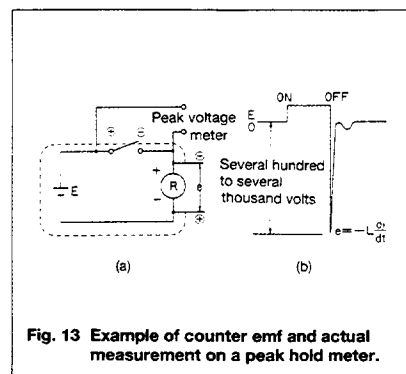 Peak voltage
meter
⊕ ⊖
E
+
−
R
e
⊖
⊕
(a)
ON OFF
E
O
Several hundred
to several
thousand volts
e=−L di/dt
(b)
Fig. 13 Example of counter emf and actual
measurement on a peak hold meter.